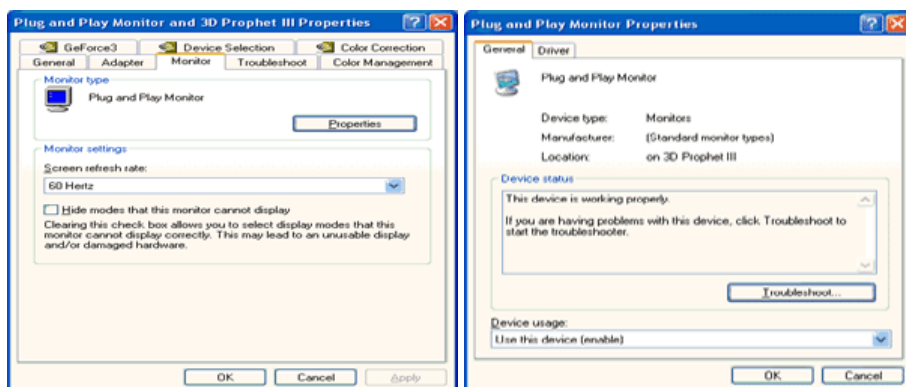 Plug and Play Monitor and 3D Prophet III Properties
GeForce3 Device Selection Color Correction
General Adapter Monitor Troubleshoot Color Management
Monitor type
Plug and Play Monitor
Properties
Monitor settings
Screen refresh rate:
60 Hertz
Hide modes that this monitor cannot display
Clearing this check box allows you to select display modes that this
monitor cannot display correctly. This may lead to an unusable display
and/or damaged hardware.
OK Cancel Apply
Plug and Play Monitor Properties
General Driver
Plug and Play Monitor
Device type: Monitors
Manufacturer: (Standard monitor types)
Location: on 3D Prophet III
Device status
This device is working properly.
If you are having problems with this device, click Troubleshoot to
start the troubleshooter.
Troubleshoot...
Device usage:
Use this device (enable)
OK Cancel